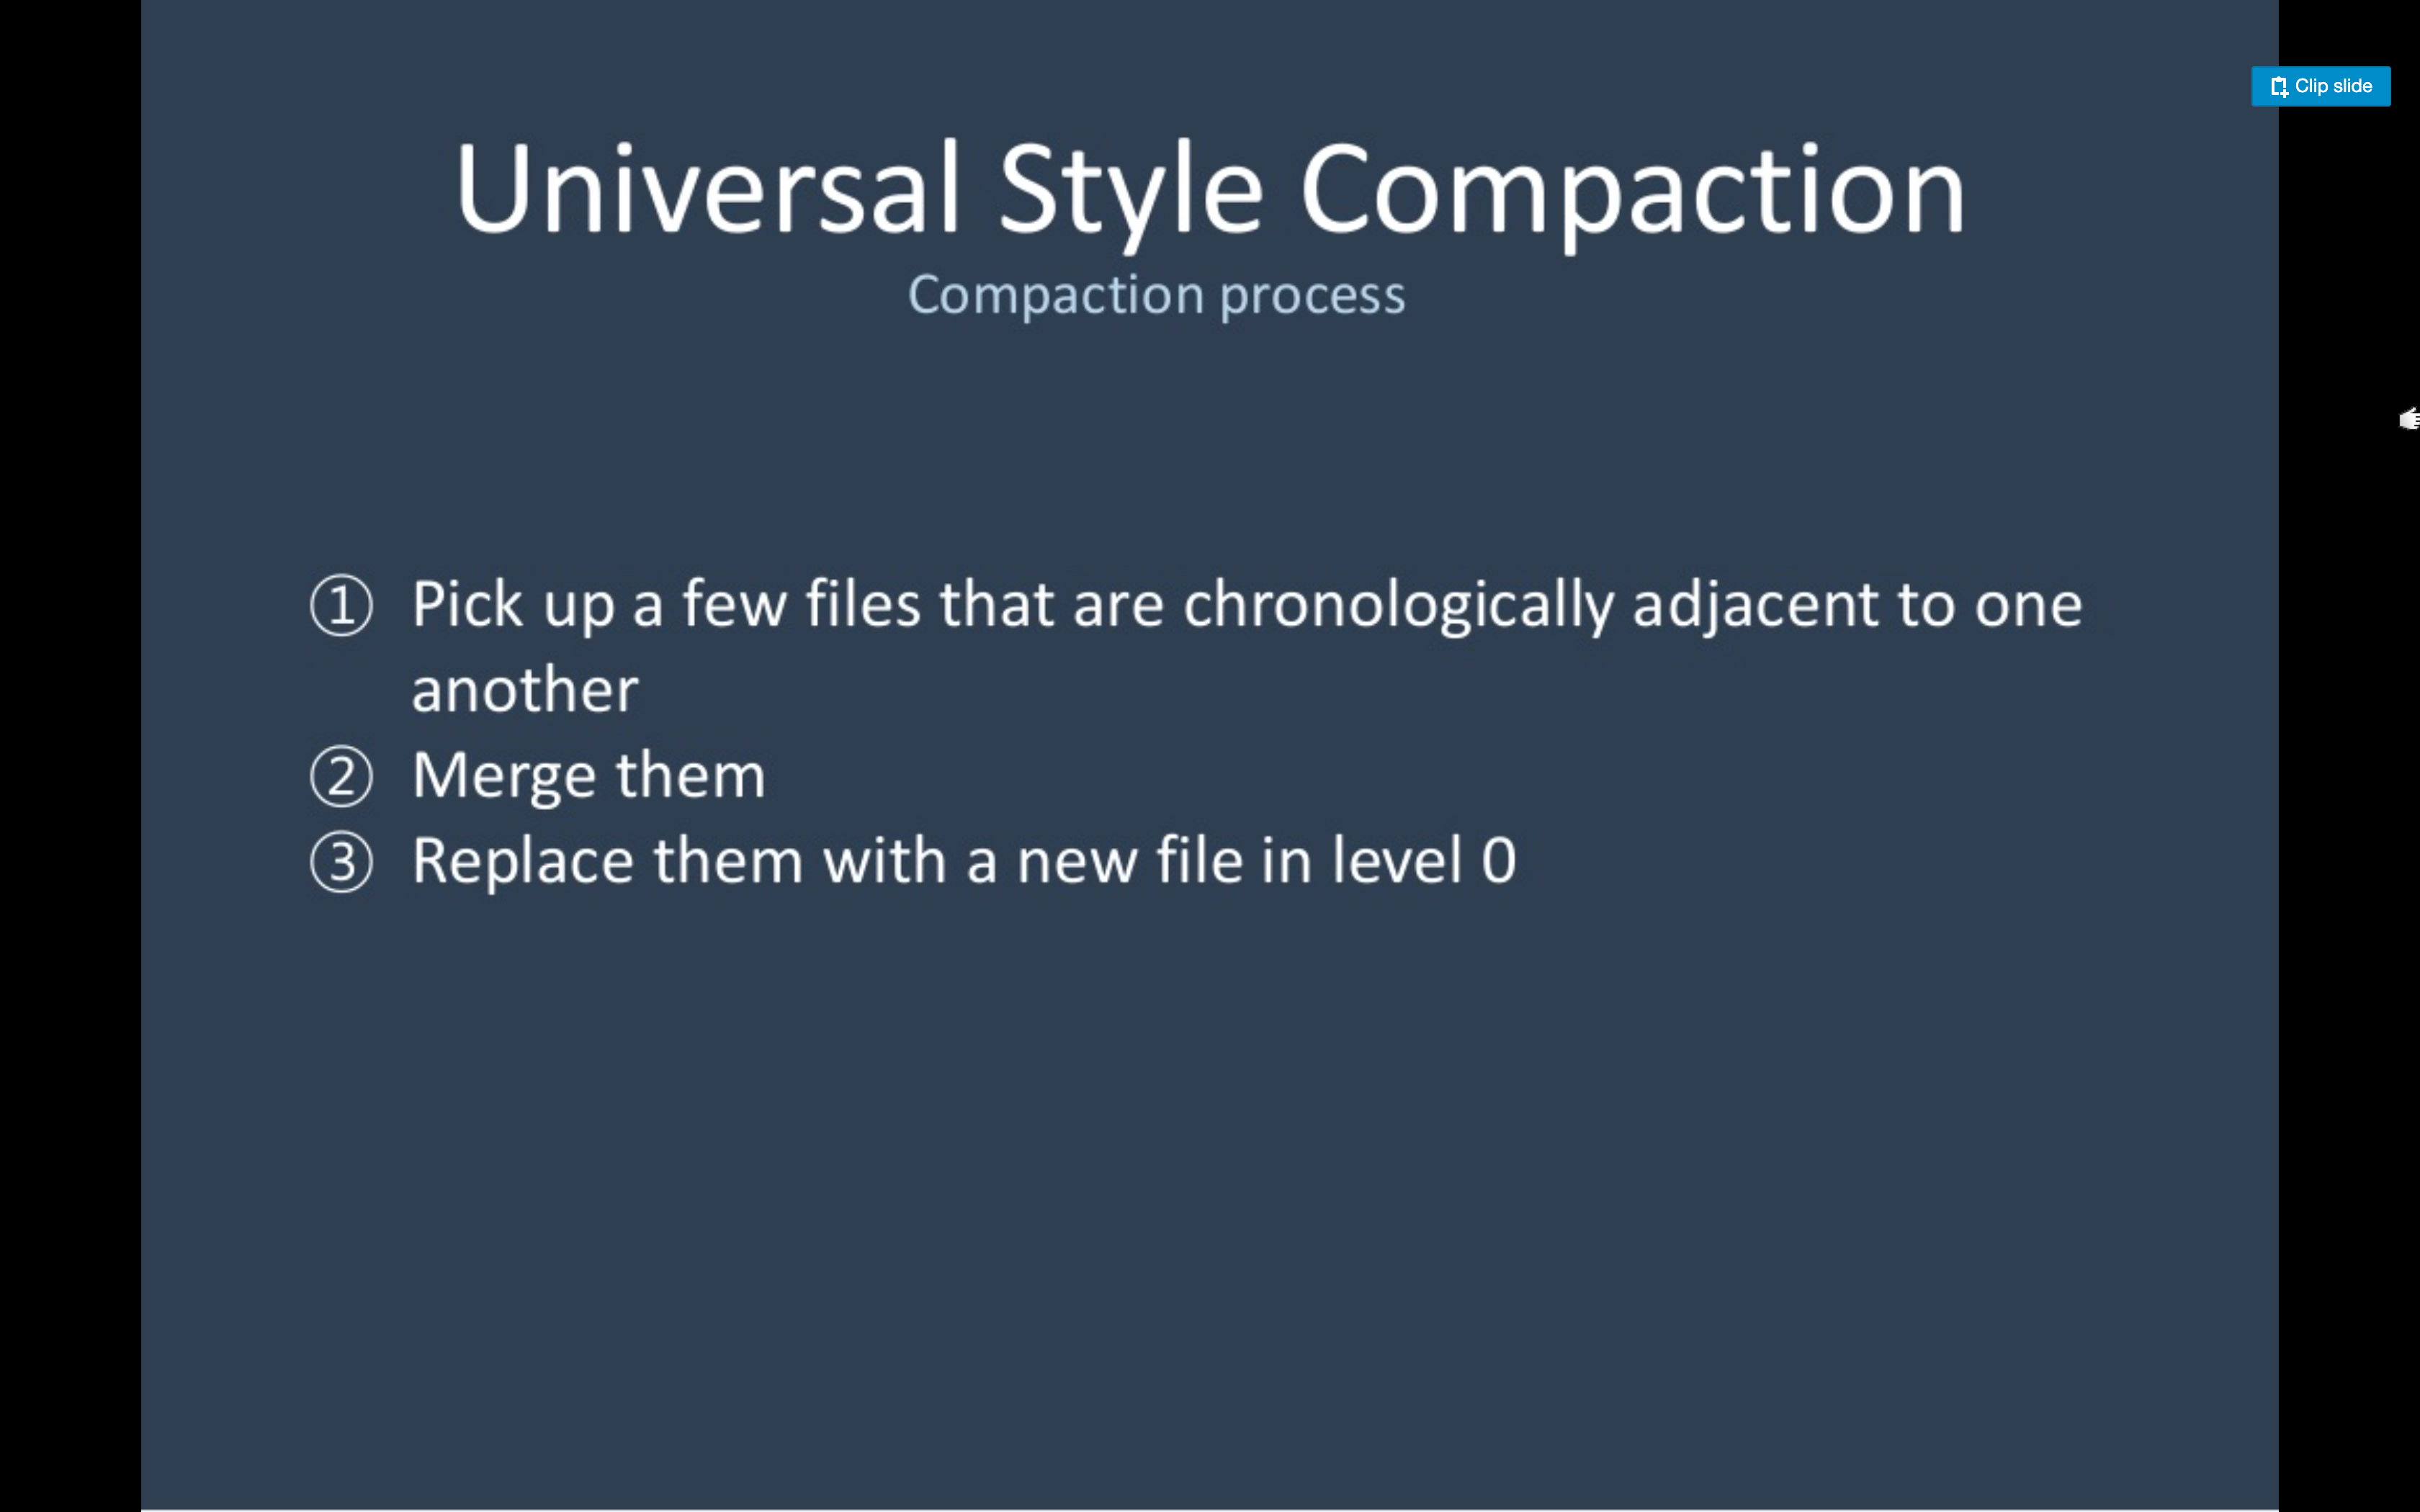 Clip slide
Universal Style Compaction
Compaction process
① Pick up a few files that are chronologically adjacent to one
another
② Merge them
③ Replace them with a new file in level 0